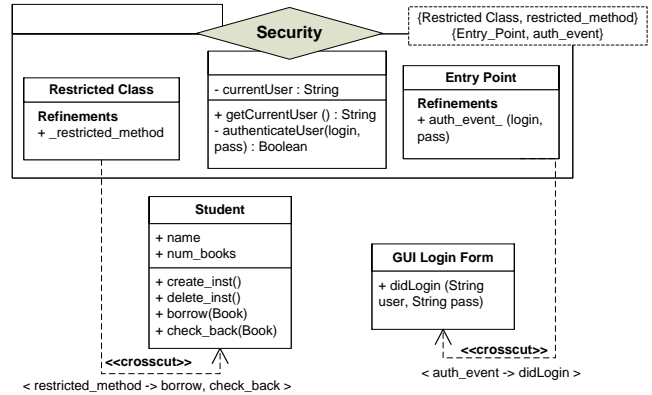 {Restricted Class, restricted_method}
{Entry_Point, auth_event}
Security
Restricted Class
Refinements
+ _restricted_method
- currentUser : String
+ getCurrentUser () : String
- authenticateUser(login,
pass) : Boolean
Entry Point
Refinements
+ auth_event_ (login,
pass)
Student
+ name
+ num_books
+ create_inst()
+ delete_inst()
+ borrow(Book)
+ check_back(Book)
<<crosscut>>
< restricted_method -> borrow, check_back >
GUI Login Form
+ didLogin (String
user, String pass)
<<crosscut>>
< auth_event -> didLogin >